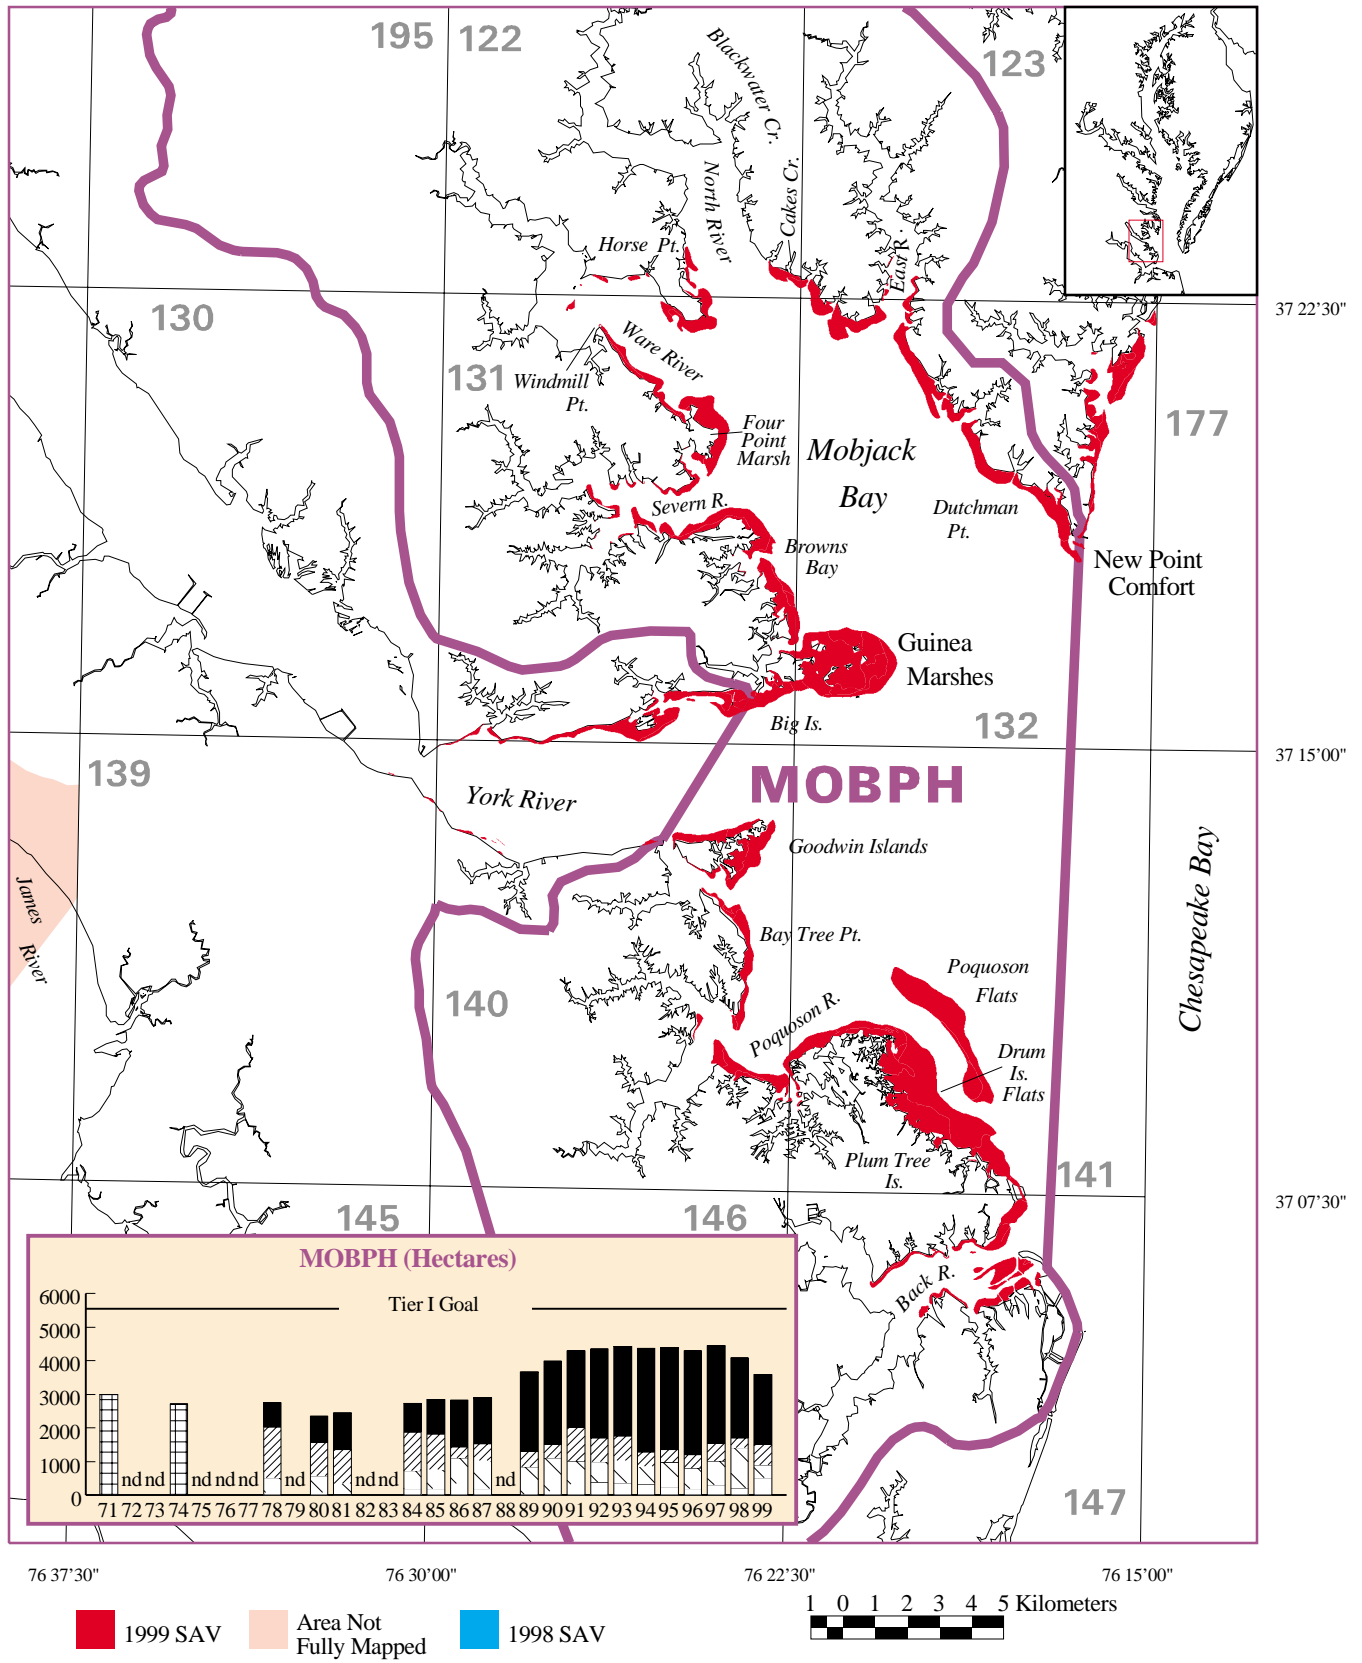 195
122
123
Blackwater Cr.
Cakes Cr.
North River
Horse Pt.
East R.
37 22'30"
130
131
Ware River
Windmill
Pt.
177
Four
Point
Marsh
Mobjack
Bay
Severn R.
Dutchman
Pt.
Browns
Bay
New Point
Comfort
Guinea
Marshes
Big Is.
132
37 15'00"
139
MOBPH
York River
Goodwin Islands
Chesapeake Bay
James
River
Bay Tree Pt.
Poquoson
Flats
140
Poquoson R.
Drum
Is.
Flats
Plum Tree
Is.
141
37 07'30"
145
146
Back R.
MOBPH (Hectares)
Tier I Goal
6000
5000
4000
3000
2000
1000
0
nd nd nd nd nd nd nd nd nd
71 72 73 74 75 76 77 78 79 80 81 82 83 84 85 86 87 88 89 90 91 92 93 94 95 96 97 98 99
147
76 37'30"
76 30'00"
76 22'30"
76 15'00"
1 0 1 2 3 4 5 Kilometers
1999 SAV
Area Not
Fully Mapped
1998 SAV